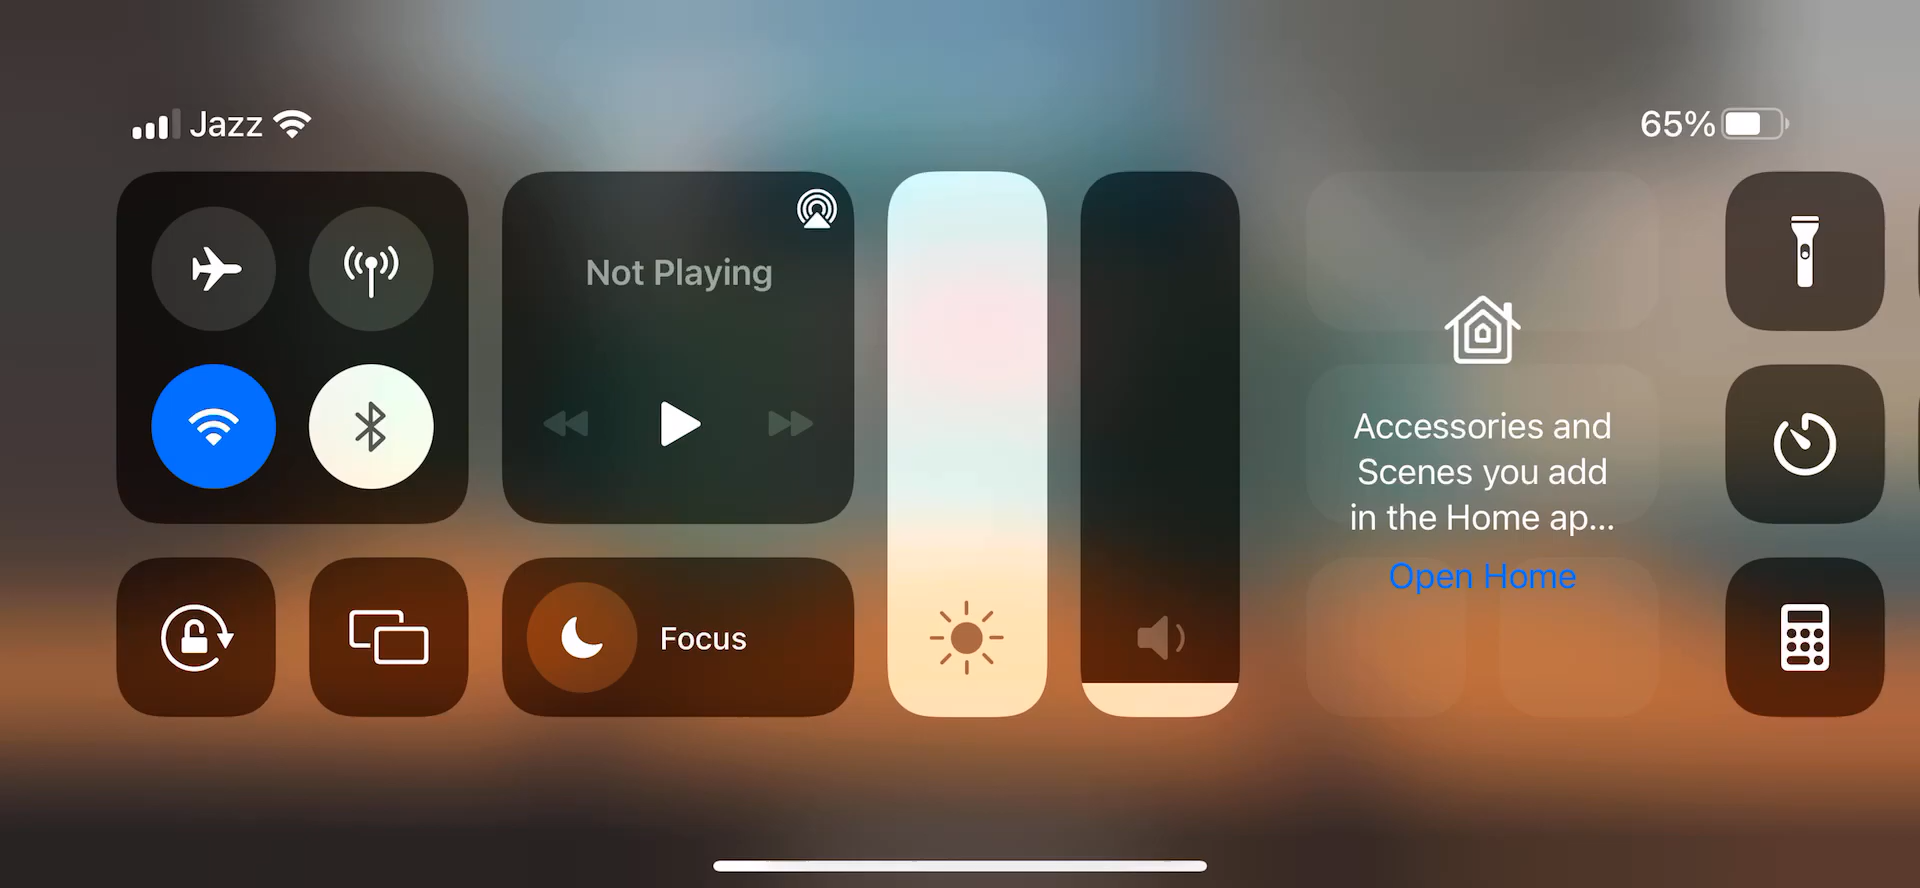 Jazz
65%
Not Playing
Accessories and
Scenes you add
in the Home ap...
Open Home
Focus